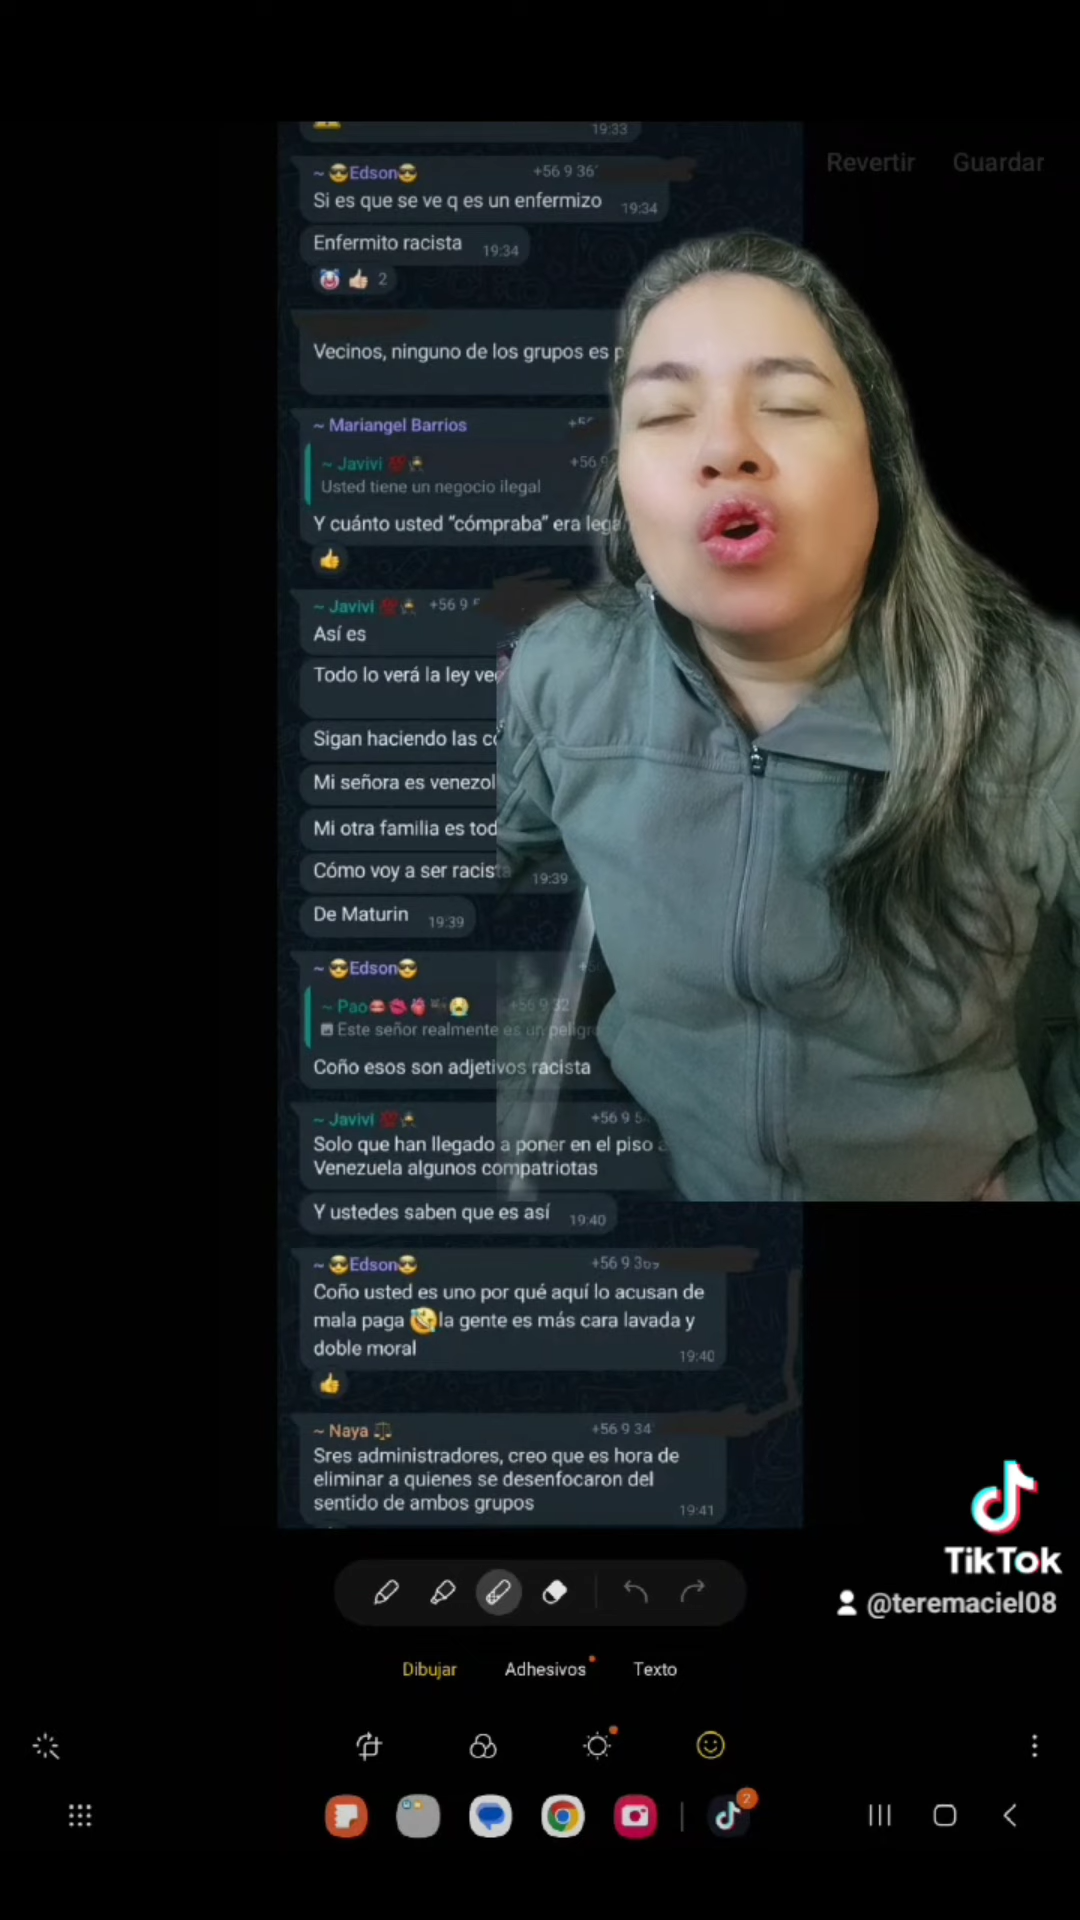 19:33
Revertir Guardar
~ 😎Edson😎 +56 9 36
Si es que se ve q es un enfermizo 19:34
Enfermito racista 19:34
🤡 👍🏻 2
Vecinos, ninguno de los grupos es
~ Mariangel Barrios
~ Javivi 💯 +56 9
Usted tiene un negocio ilegal
Y cuánto usted “cómpraba” era
👍
~ Javivi 💯 +56 9
Así es
Todo lo verá la ley
Sigan haciendo las
Mi señora es
Mi otra familia es
Cómo voy a ser 19:39
De Maturin 19:39
~ 😎Edson😎
~ Pao +56 9 32
Este señor realmente es un
Coño esos son adjetivos racista
~ Javivi 💯 +56 9
Solo que han llegado a poner en el piso
Venezuela algunos compatriotas
Y ustedes saben que es así 19:40
~ 😎Edson😎 +56 9
Coño usted es uno por qué aquí lo acusan de
mala paga 🤣la gente es más cara lavada y
doble moral 19:40
👍
~ Naya ⚖️ +56 9 34
Sres administradores, creo que es hora de
eliminar a quienes se desenfocaron del
sentido de ambos grupos 19:41
TikTok
@teremaciel08
Dibujar Adhesivos Texto
2